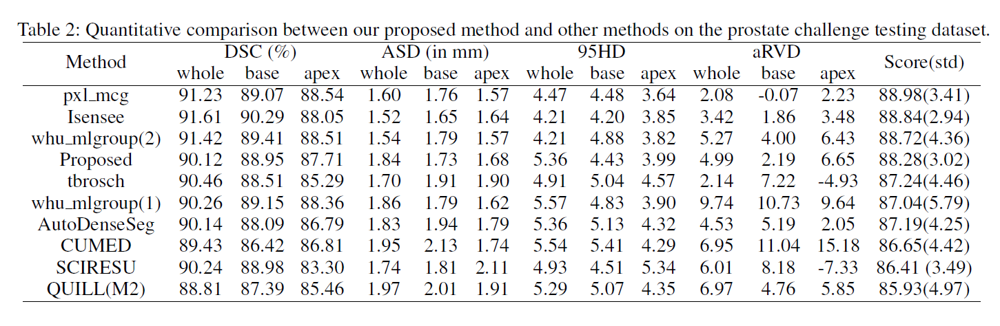 Table 2: Quantitative comparison between our proposed method and other methods on the prostate challenge testing dataset.
Method DSC (%) ASD (in mm) 95HD aRVD Score(std)
whole base apex whole base apex whole base apex whole base apex
pxl_mcg 91.23 89.07 88.54 1.60 1.76 1.57 4.47 4.48 3.64 2.08 -0.07 2.23 88.98(3.41)
Isensee 91.61 90.29 88.05 1.52 1.65 1.64 4.21 4.20 3.85 3.42 1.86 3.48 88.84(2.94)
whu_mlgroup(2) 91.42 89.41 88.51 1.54 1.79 1.57 4.21 4.88 3.82 5.27 4.00 6.43 88.72(4.36)
Proposed 90.12 88.95 87.71 1.84 1.73 1.68 5.36 4.43 3.99 4.99 2.19 6.65 88.28(3.02)
tbrosch 90.46 88.51 85.29 1.70 1.91 1.90 4.91 5.04 4.57 2.14 7.22 -4.93 87.24(4.46)
whu_mlgroup(1) 90.26 89.15 88.36 1.86 1.79 1.62 5.57 4.83 3.90 9.74 10.73 9.64 87.04(5.79)
AutoDenseSeg 90.14 88.09 86.79 1.83 1.94 1.79 5.36 5.13 4.32 4.53 5.19 2.05 87.19(4.25)
CUMED 89.43 86.42 86.81 1.95 2.13 1.74 5.54 5.41 4.29 6.95 11.04 15.18 86.65(4.42)
SCIRESU 90.24 88.98 83.30 1.74 1.81 2.11 4.93 4.51 5.34 6.01 8.18 -7.33 86.41 (3.49)
QUILL(M2) 88.81 87.39 85.46 1.97 2.01 1.91 5.29 5.07 4.35 6.97 4.76 5.85 85.93(4.97)